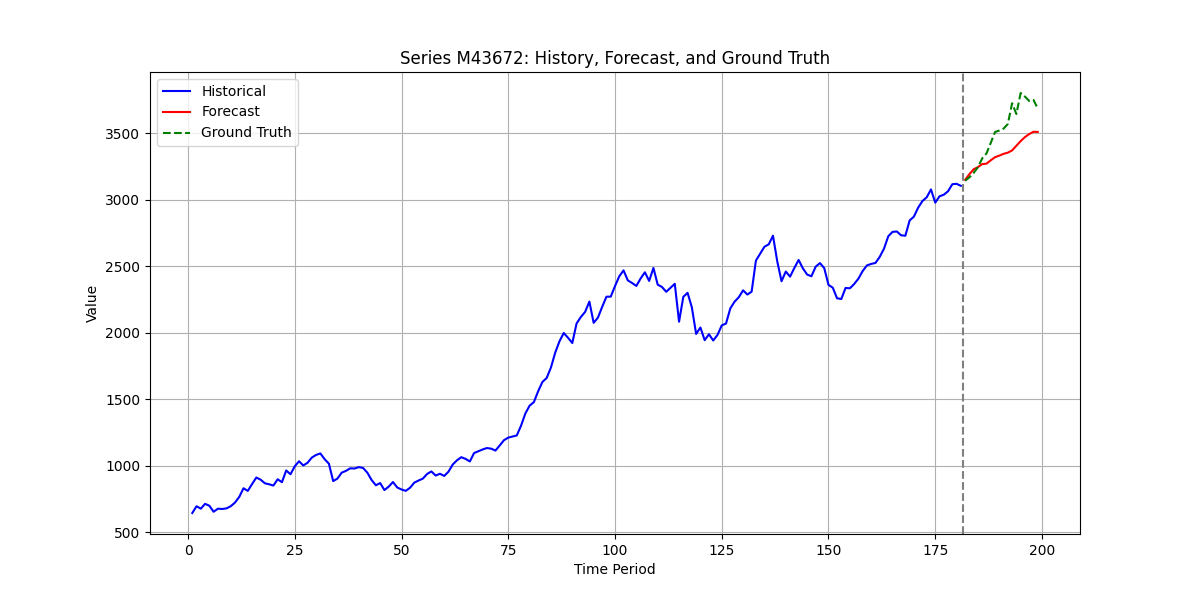 Series M43672: History, Forecast, and Ground Truth
Historical
Forecast
Ground Truth
3500
3000
2500
2000
1500
1000
500
Value
0 25 50 75 100 125 150 175 200
Time Period